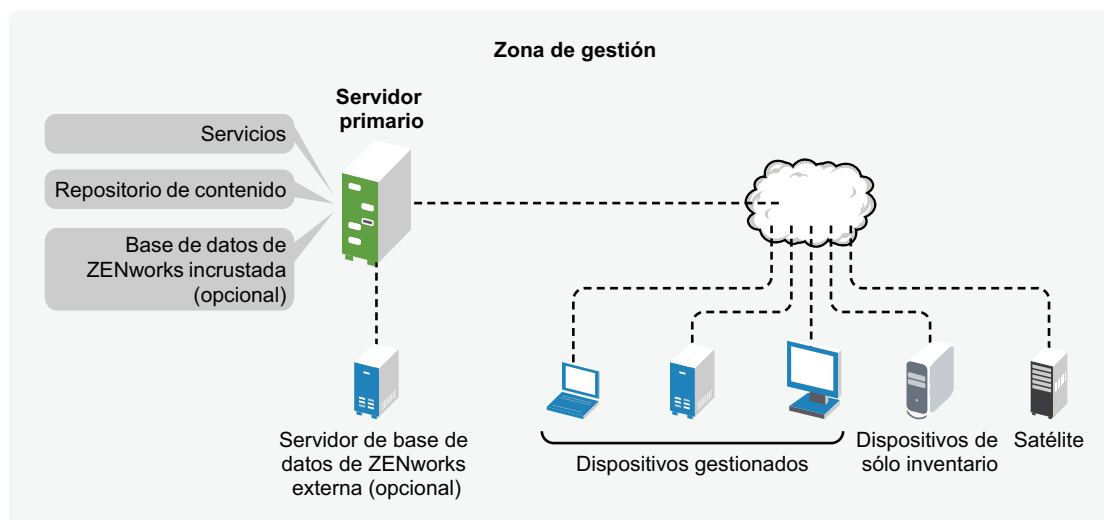 Zona de gestión
Servidor
primario
Servicios
Repositorio de contenido
Base de datos de
ZENworks incrustada
(opcional)
Servidor de base de
datos de ZENworks
externa (opcional)
Dispositivos gestionados
Dispositivos de
sólo inventario
Satélite